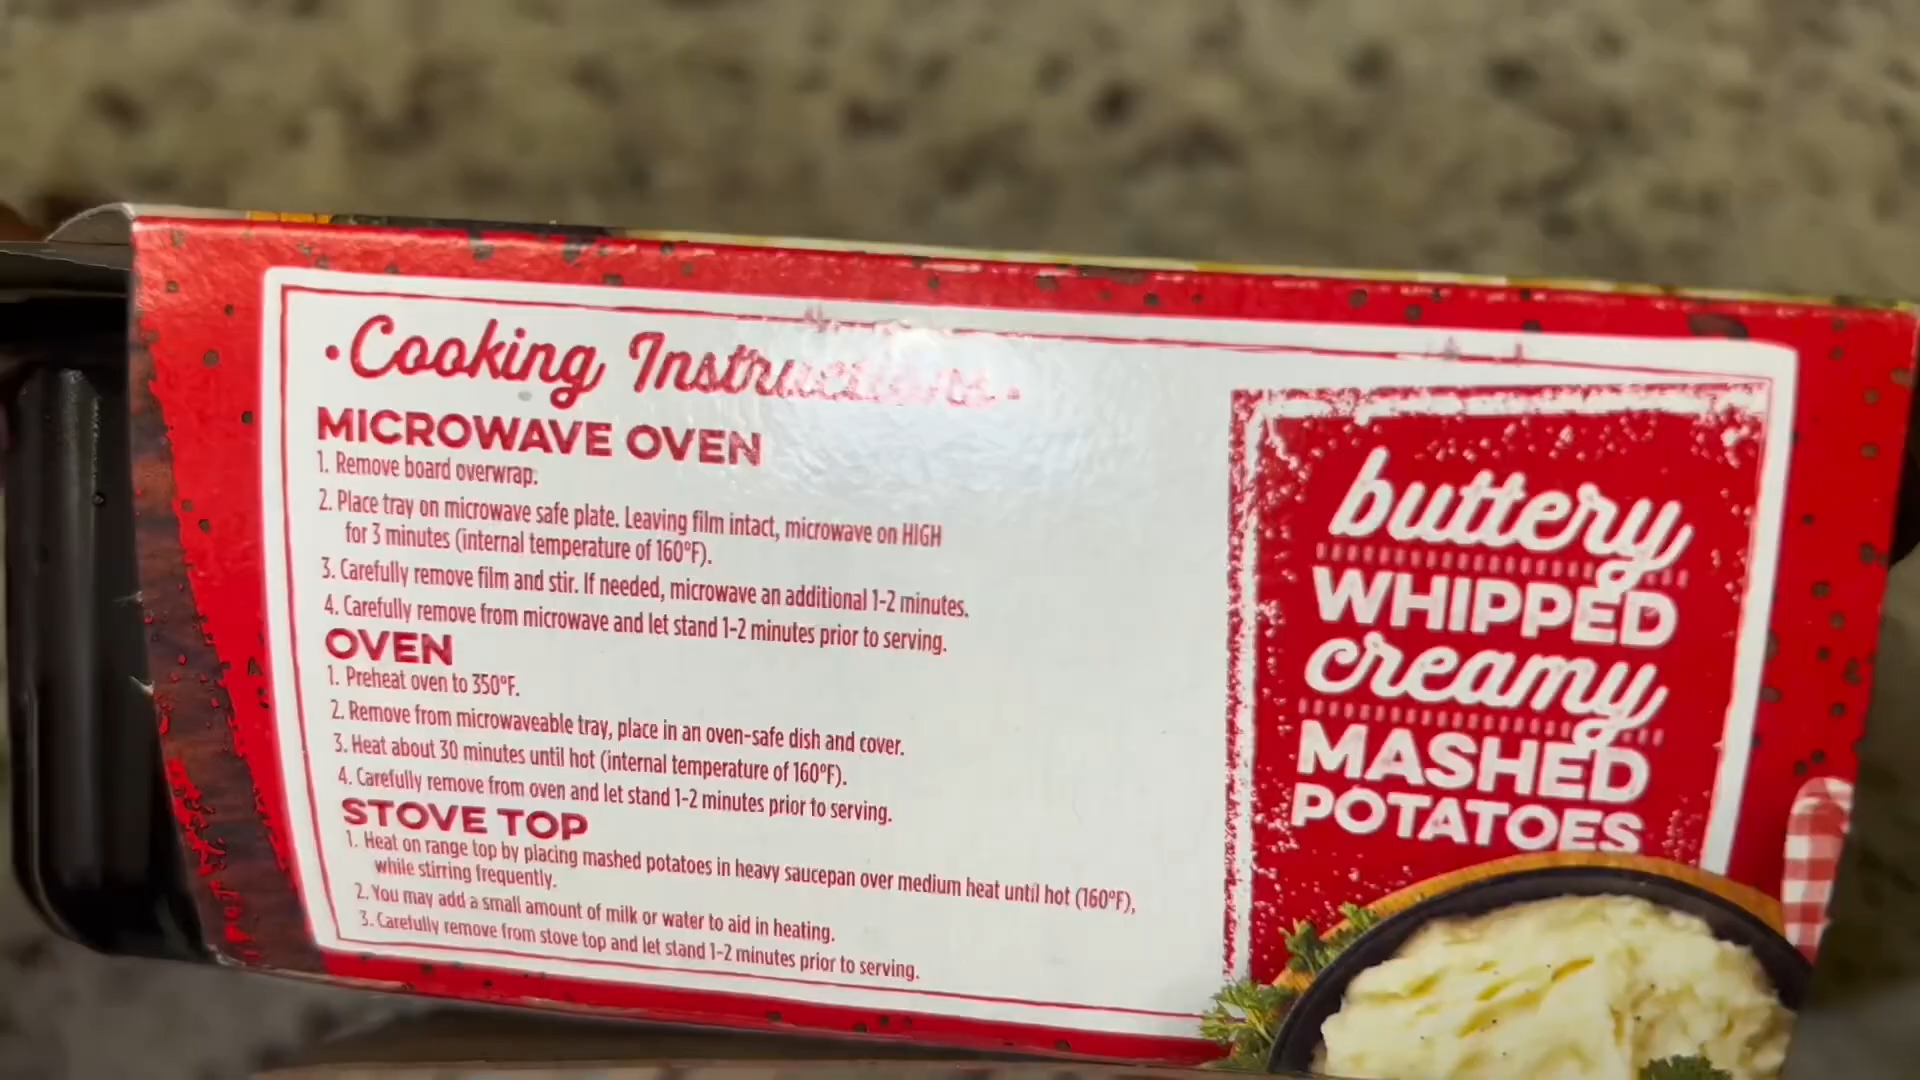 • Cooking Instructions •
MICROWAVE OVEN
1. Remove board overwrap.
2. Place tray on microwave safe plate. Leaving film intact, microwave on HIGH
for 3 minutes (internal temperature of 160°F).
3. Carefully remove film and stir. If needed, microwave an additional 1-2 minutes.
4. Carefully remove from microwave and let stand 1-2 minutes prior to serving.
OVEN
1. Preheat oven to 350°F.
2. Remove from microwaveable tray, place in an oven-safe dish and cover.
3. Heat about 30 minutes until hot (internal temperature of 160°F).
4. Carefully remove from oven and let stand 1-2 minutes prior to serving.
STOVE TOP
1. Heat on range top by placing mashed potatoes in heavy saucepan over medium heat until hot (160°F),
while stirring frequently.
2. You may add a small amount of milk or water to aid in heating.
3. Carefully remove from stove top and let stand 1-2 minutes prior to serving.
buttery
WHIPPED
creamy
MASHED
POTATOES